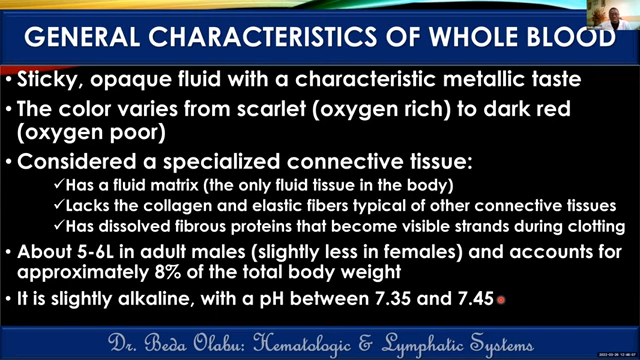 GENERAL CHARACTERISTICS OF WHOLE BLOOD
• Sticky, opaque fluid with a characteristic metallic taste
• The color varies from scarlet (oxygen rich) to dark red
(oxygen poor)
• Considered a specialized connective tissue:
✓Has a fluid matrix (the only fluid tissue in the body)
✓Lacks the collagen and elastic fibers typical of other connective tissues
✓Has dissolved fibrous proteins that become visible strands during clotting
• About 5-6L in adult males (slightly less in females) and accounts for
approximately 8% of the total body weight
• It is slightly alkaline, with a pH between 7.35 and 7.45
Dr. Beda Olabu: Hematologic & Lymphatic Systems